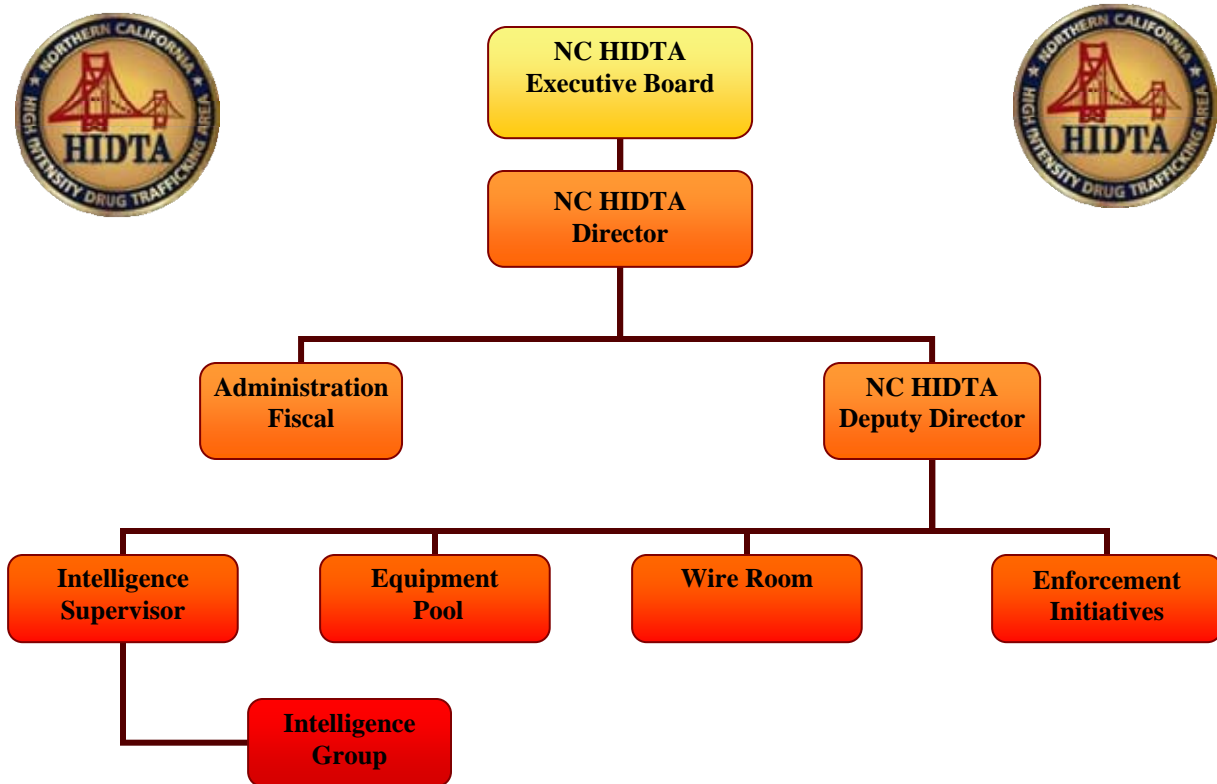 NORTHERN CALIFORNIA
HIDTA
HIGH INTENSITY DRUG TRAFFICKING AREA
NC HIDTA
Executive Board
NORTHERN CALIFORNIA
HIDTA
HIGH INTENSITY DRUG TRAFFICKING AREA
NC HIDTA
Director
Administration
Fiscal
NC HIDTA
Deputy Director
Intelligence
Supervisor
Equipment
Pool
Wire Room
Enforcement
Initiatives
Intelligence
Group